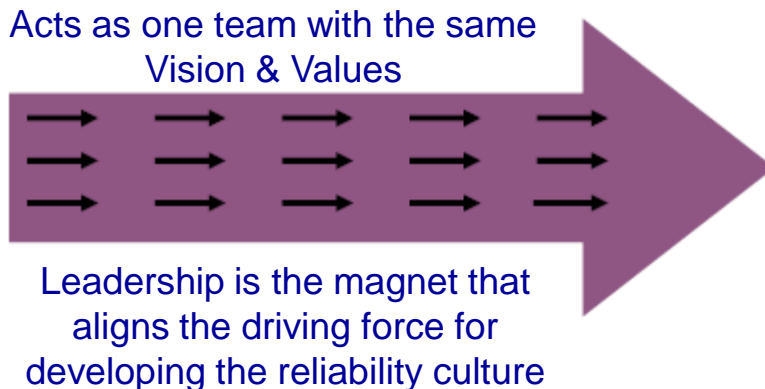 Acts as one team with the same
Vision & Values
Leadership is the magnet that
aligns the driving force for
developing the reliability culture